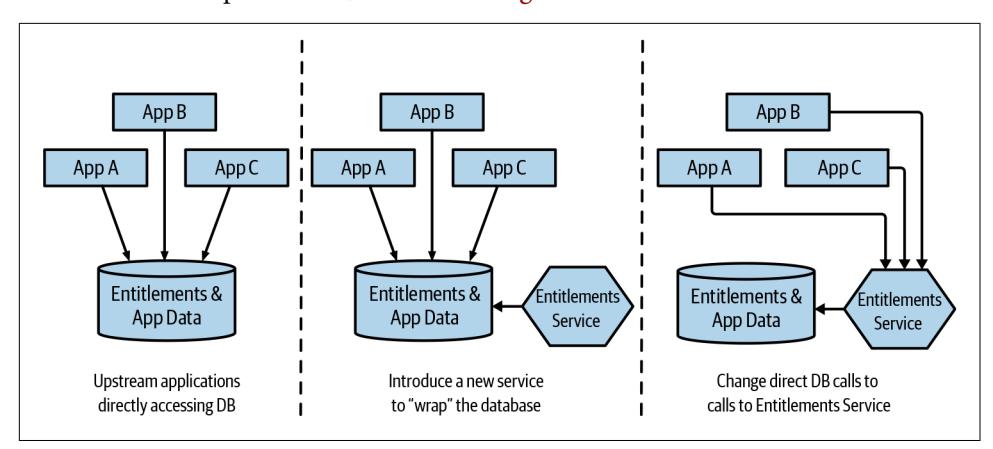 App B
App A
App C
Entitlements &
App Data
Upstream applications
directly accessing DB
App B
App A
App C
Entitlements &
App Data
Entitlements
Service
Introduce a new service
to “wrap” the database
App B
App A
App C
Entitlements &
App Data
Entitlements
Service
Change direct DB calls to
calls to Entitlements Service